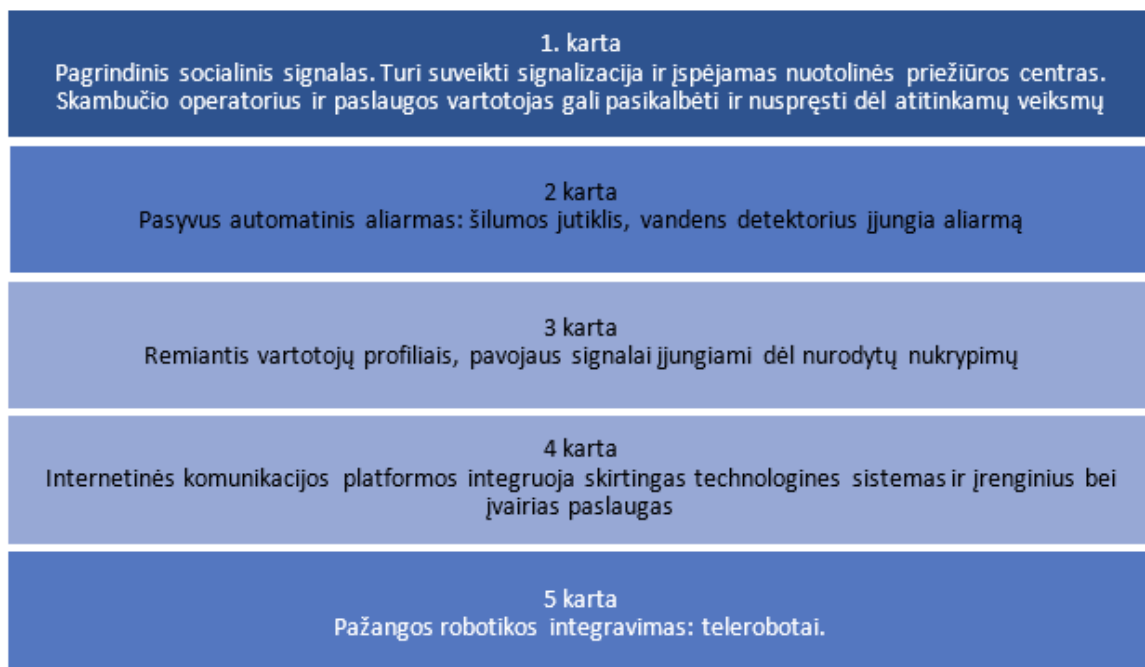 1. karta
Pagrindinis socialinis signalas. Turi suveikti signalizacija ir įspėjamas nuotolinės priežiūros centras.
Skambučio operatorius ir paslaugos vartotojas gali pasikalbėti ir nuspręsti dėl atitinkamų veiksmų
2 karta
Pasyvus automatinis aliarmas: šilumos jutiklis, vandens detektorius įjungia aliarmą
3 karta
Remiantis vartotojų profiliais, pavojaus signalai įjungiami dėl nurodytų nukrypimų
4 karta
Internetinės komunikacijos platformos integruoja skirtingas technologines sistemas ir įrenginius bei
įvairias paslaugas
5 karta
Pažangos robotikos integravimas: telerobotai.